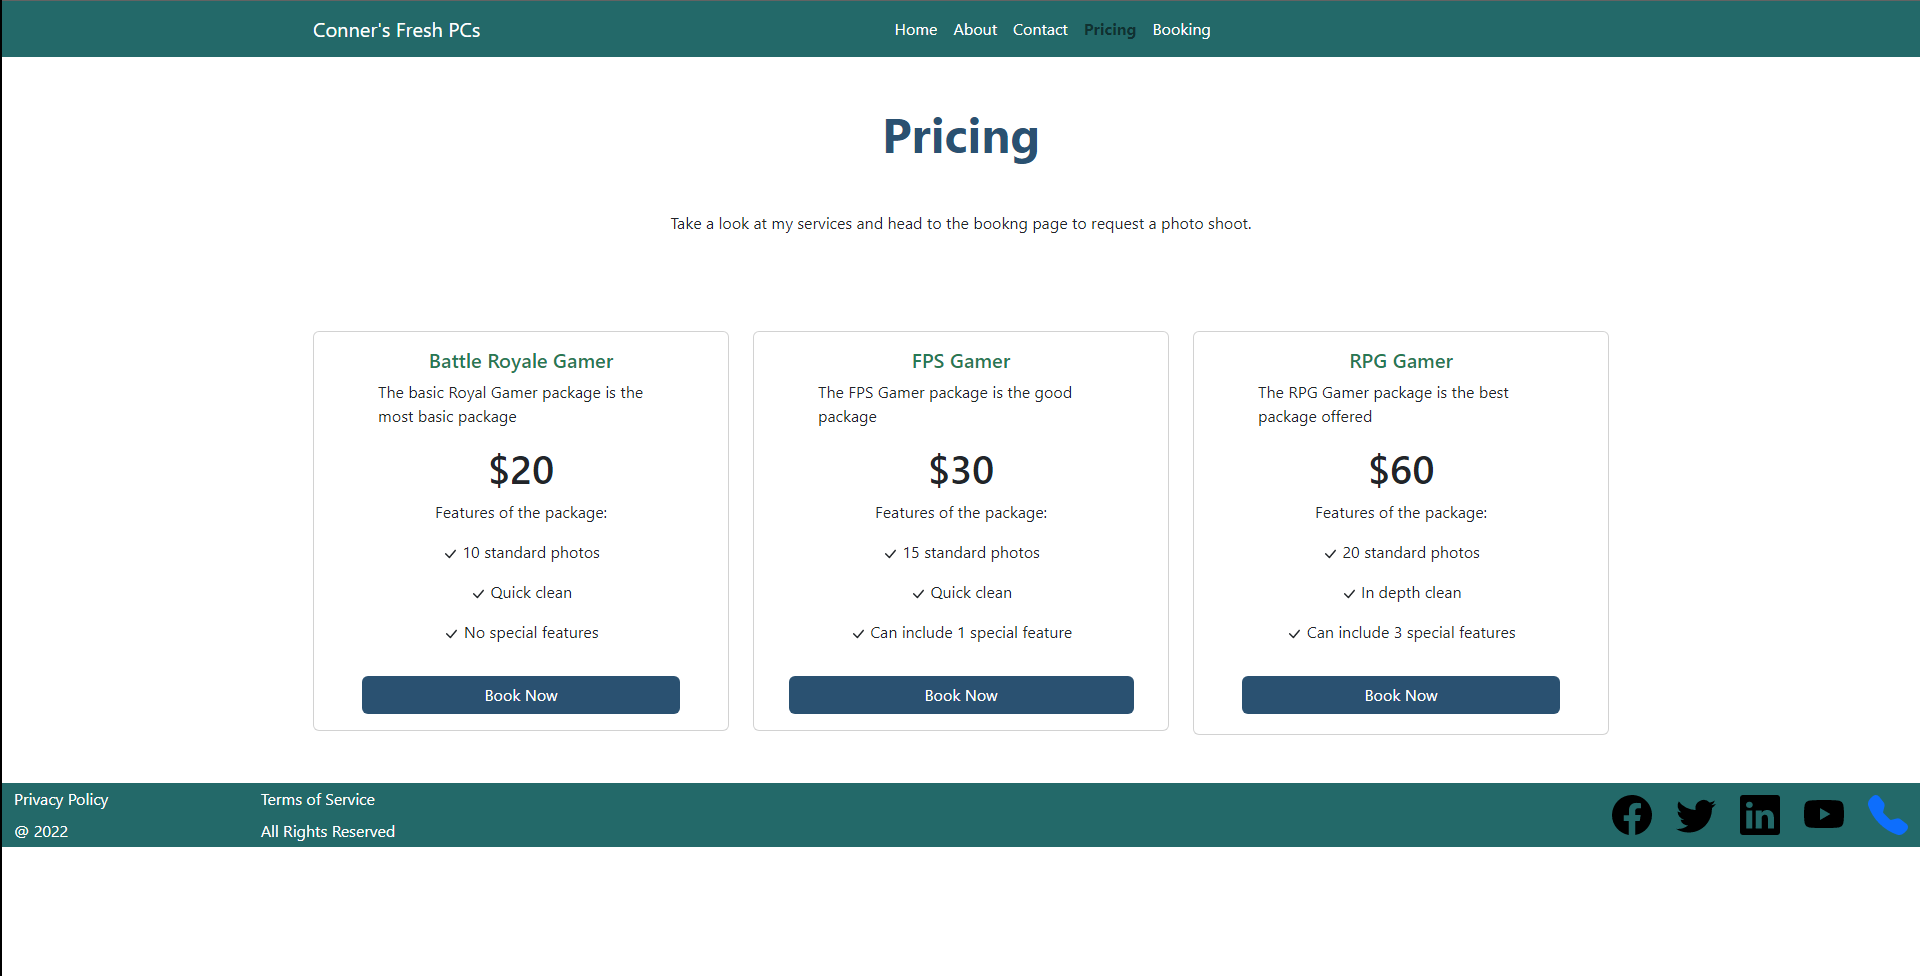 Conner's Fresh PCs
Home About Contact Pricing Booking
Pricing
Take a look at my services and head to the bookng page to request a photo shoot.
Battle Royale Gamer
The basic Royal Gamer package is the
most basic package
$20
Features of the package:
10 standard photos
Quick clean
No special features
Book Now
FPS Gamer
The FPS Gamer package is the good
package
$30
Features of the package:
15 standard photos
Quick clean
Can include 1 special feature
Book Now
RPG Gamer
The RPG Gamer package is the best
package offered
$60
Features of the package:
20 standard photos
In depth clean
Can include 3 special features
Book Now
Privacy Policy
Terms of Service
@ 2022
All Rights Reserved
in